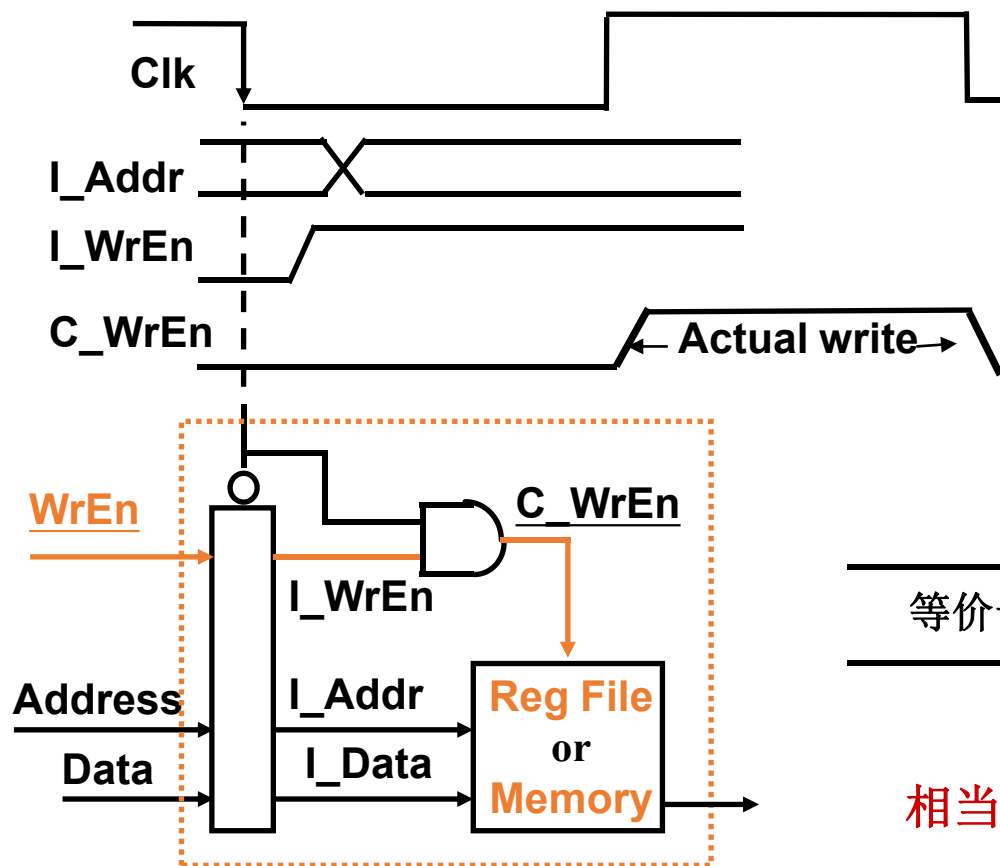 Clk
I_Addr
I_WrEn
C_WrEn
Actual write
WrEn
C_WrEn
I_WrEn
等价
Address
I_Addr
Reg File
or
Data
I_Data
Memory
相当